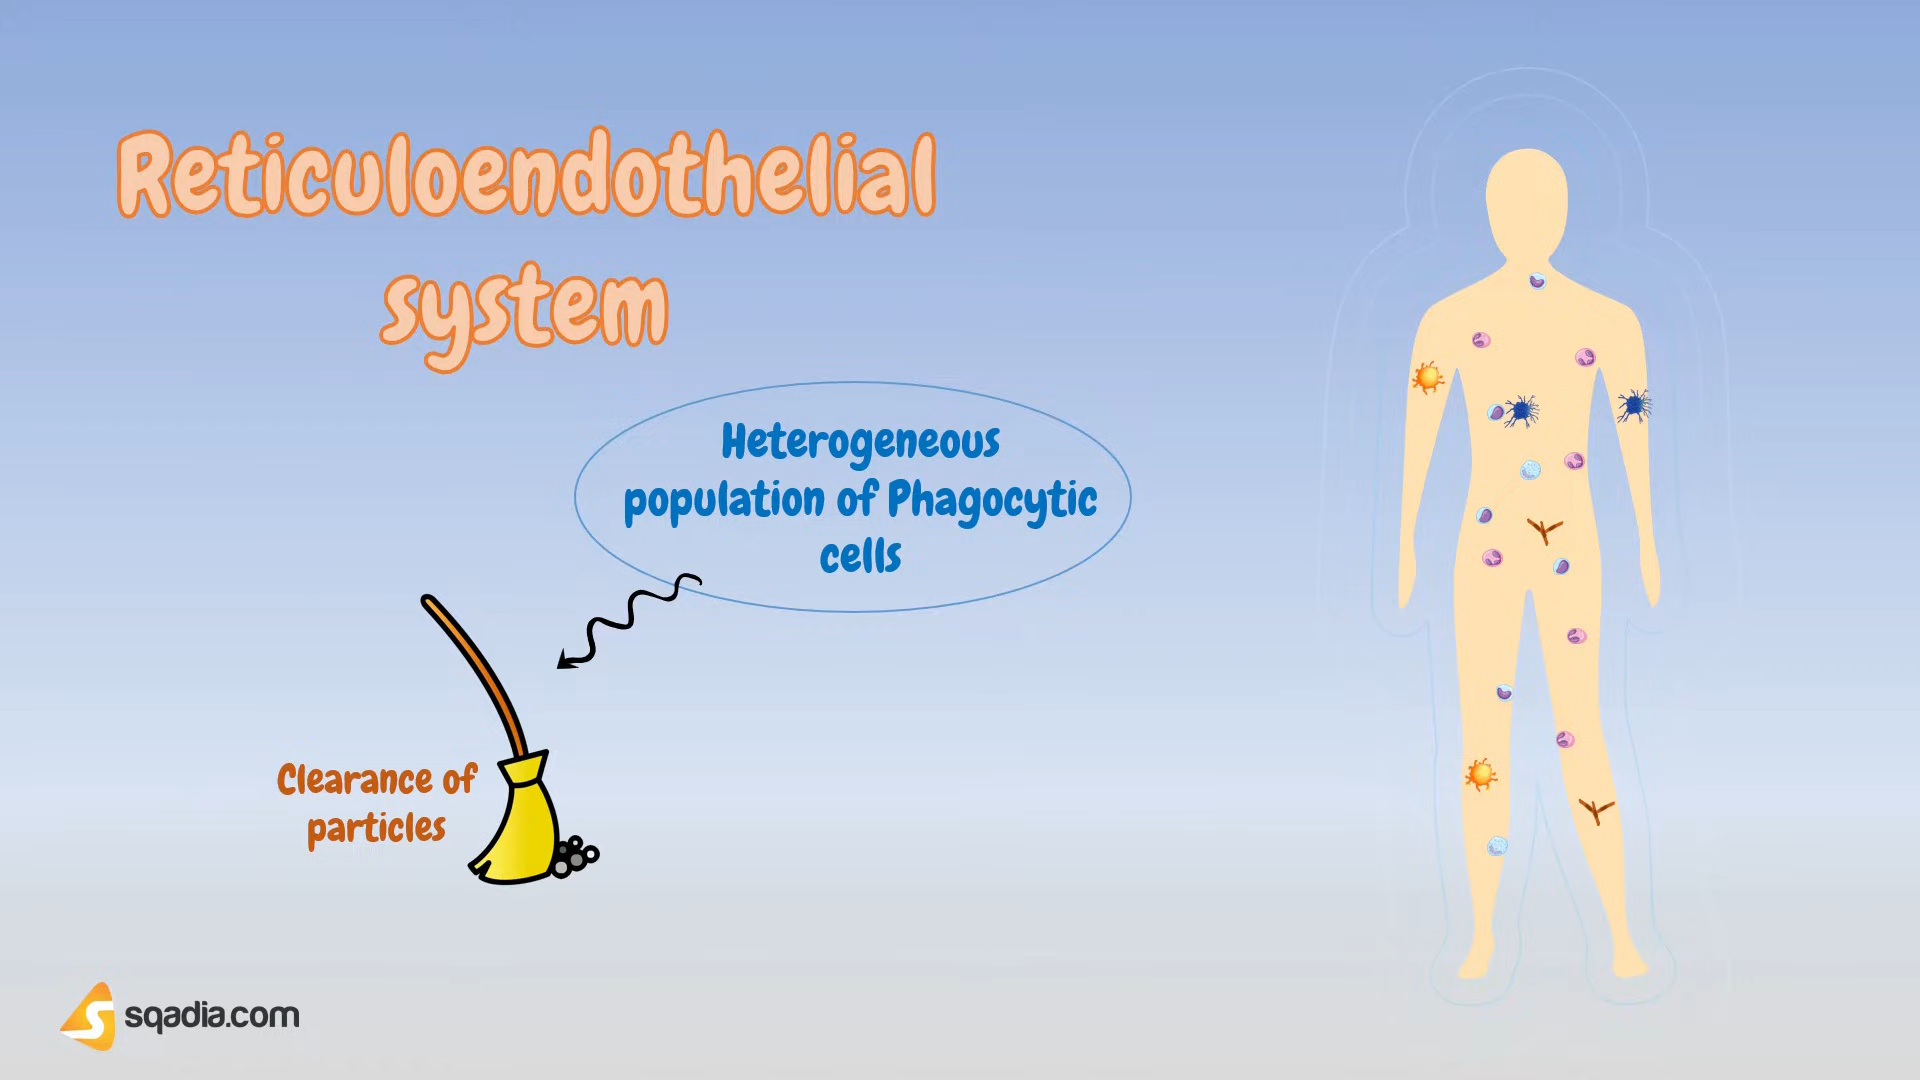 Reticuloendothelial
system
Heterogeneous
population of Phagocytic
cells
Clearance of
particles
sqadia.com